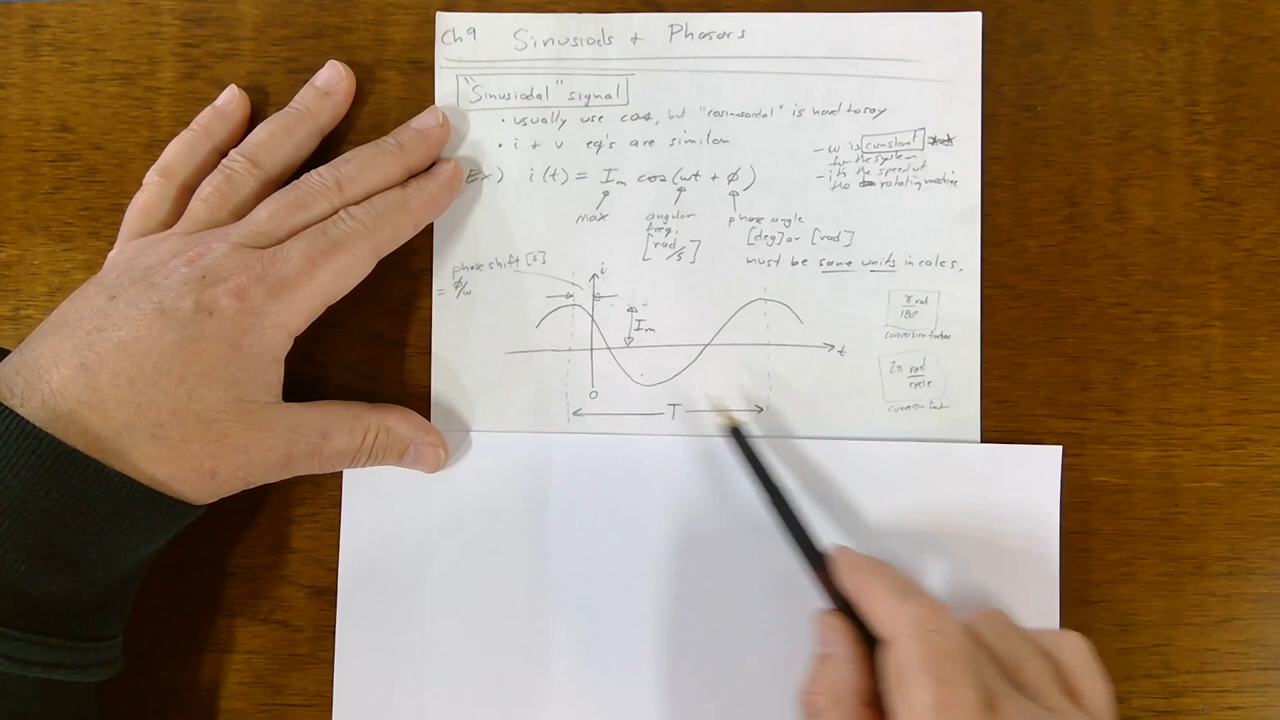 Ch9 Sinusiods + Phasors
"Sinusiodal" signal
• usually use cos, but "cosinusoidal" is hard to say
• i + v eq's are similar
Ex) i(t) = Im cos(ωt + ϕ)
max
angular
freq.
[rad/s]
phase angle
[deg] or [rad]
must be same units in calcs.
- ω is constant
for the system
- it's the speed of
the rotating machine
phase shift [s]
= ϕ/ω
i
Im
t
0
T
π rad
180°
conversion factor
2π rad
cycle
conversion fact